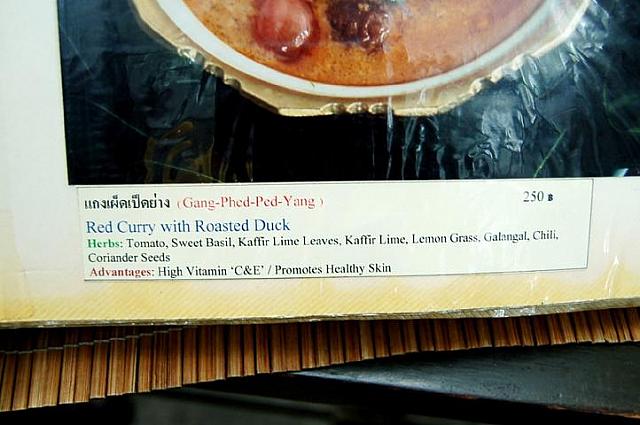 แกงเผ็ดเป็ดย่าง (Gang-Phed-Ped-Yang ) 250 ฿
Red Curry with Roasted Duck
Herbs: Tomato, Sweet Basil, Kaffir Lime Leaves, Kaffir Lime, Lemon Grass, Galangal, Chili,
Coriander Seeds
Advantages: High Vitamin ‘C&E’ / Promotes Healthy Skin